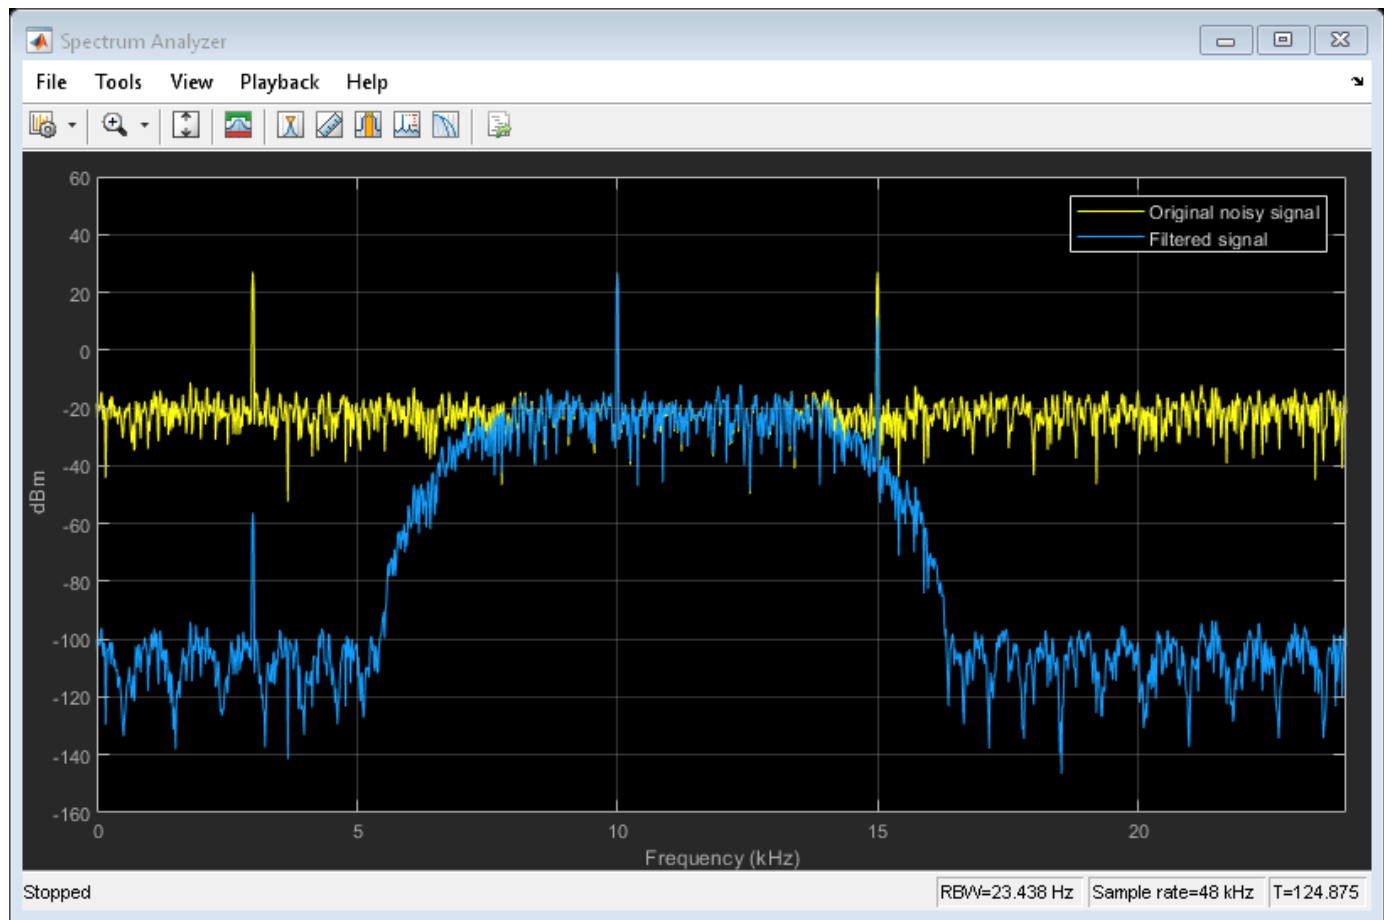 Spectrum Analyzer
File Tools View Playback Help
60
40
20
0
-20
-40
-60
-80
-100
-120
-140
-160
dBm
Original noisy signal
Filtered signal
0 5 10 15 20
Frequency (kHz)
Stopped RBW=23.438 Hz Sample rate=48 kHz T=124.875